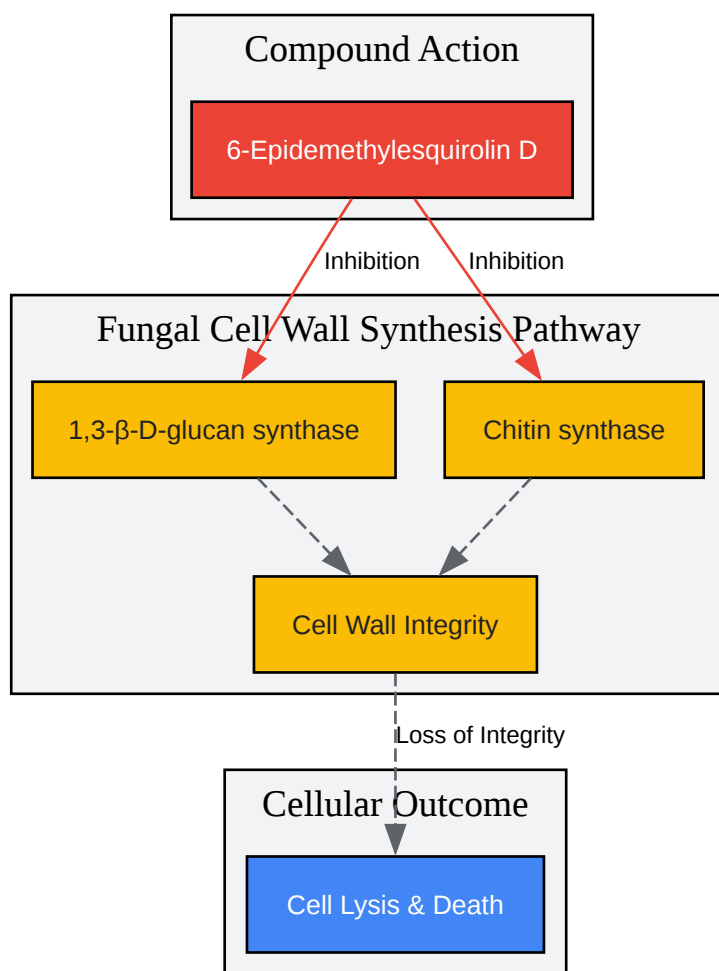 Compound Action
6-Epidemethylesquirolin D
Inhibition
Inhibition
Fungal Cell Wall Synthesis Pathway
1,3-β-D-glucan synthase
Chitin synthase
Cell Wall Integrity
Loss of Integrity
Cellular Outcome
Cell Lysis & Death